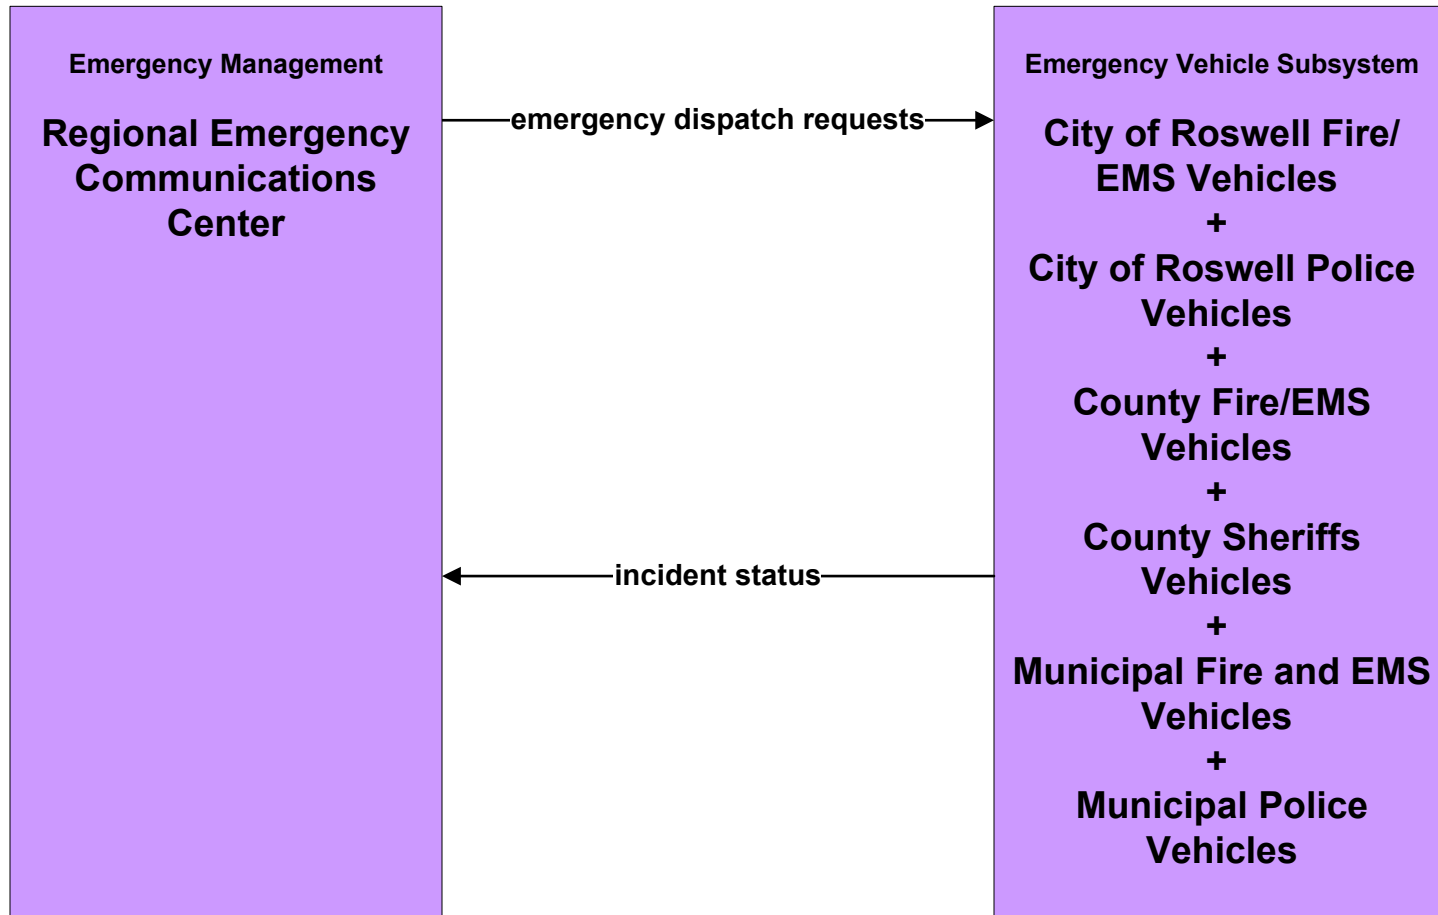 Emergency Management
Regional Emergency
Communications
Center
emergency dispatch requests
incident status
Emergency Vehicle Subsystem
City of Roswell Fire/
EMS Vehicles
+
City of Roswell Police
Vehicles
+
County Fire/EMS
Vehicles
+
County Sheriffs
Vehicles
+
Municipal Fire and EMS
Vehicles
+
Municipal Police
Vehicles